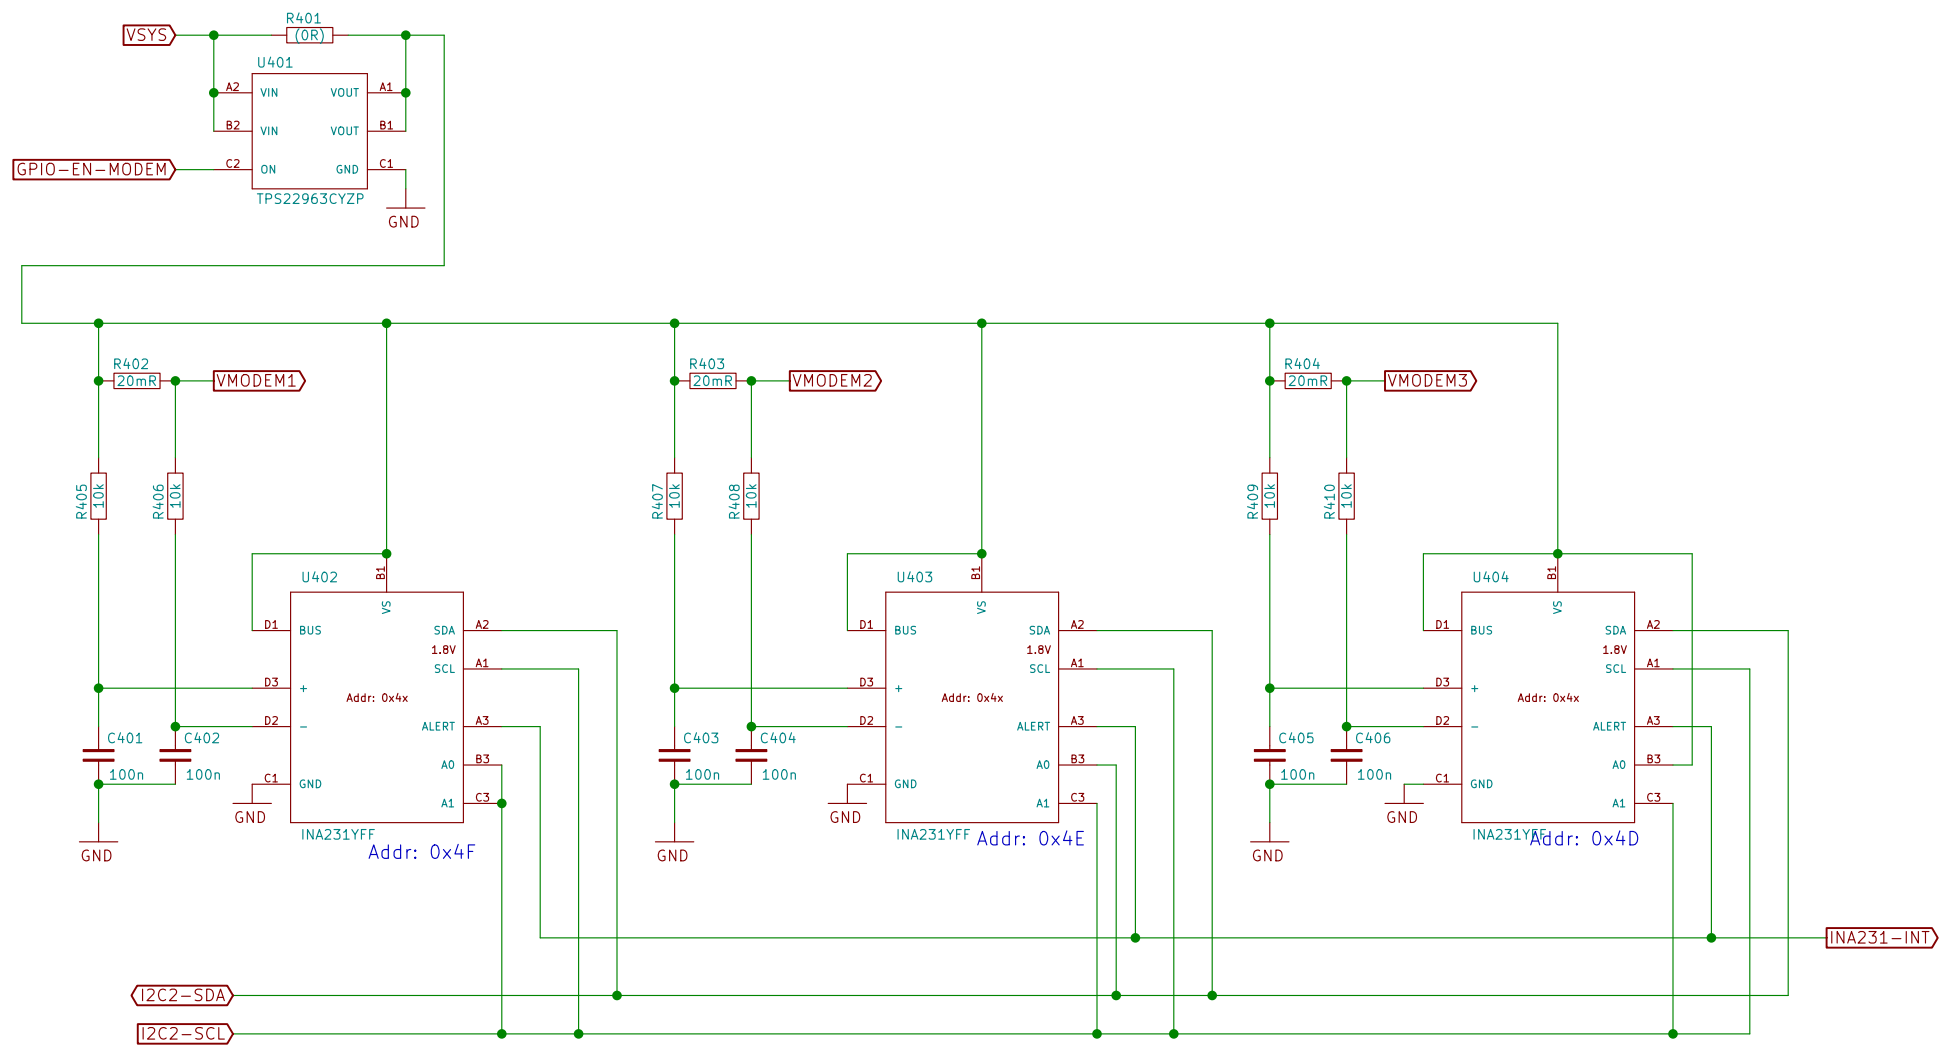 R401
VSYS
(0R)
U401
A2 VIN VOUT A1
B2 VIN VOUT B1
GPIO-EN-MODEM
C2 ON GND C1
TPS22963CYZP
GND
R402
20mR
VMODEM1
R403
20mR
VMODEM2
R404
20mR
VMODEM3
R405
10k
R406
10k
R407
10k
R408
10k
R409
10k
R410
10k
U402
B1
VS
D1 BUS
SDA A2
1.8V
SCL A1
D3 +
Addr: 0x4x
D2 -
ALERT A3
A0 B3
C1 GND
A1 C3
GND
INA231YFF
Addr: 0x4F
C401
100n
C402
100n
GND
U403
B1
VS
D1 BUS
SDA A2
1.8V
SCL A1
D3 +
Addr: 0x4x
D2 -
ALERT A3
A0 B3
C1 GND
A1 C3
GND
INA231YFF
Addr: 0x4E
C403
100n
C404
100n
GND
U404
B1
VS
D1 BUS
SDA A2
1.8V
SCL A1
D3 +
Addr: 0x4x
D2 -
ALERT A3
A0 B3
C1 GND
A1 C3
GND
INA231YFF
Addr: 0x4D
C405
100n
C406
100n
GND
INA231-INT
I2C2-SDA
I2C2-SCL